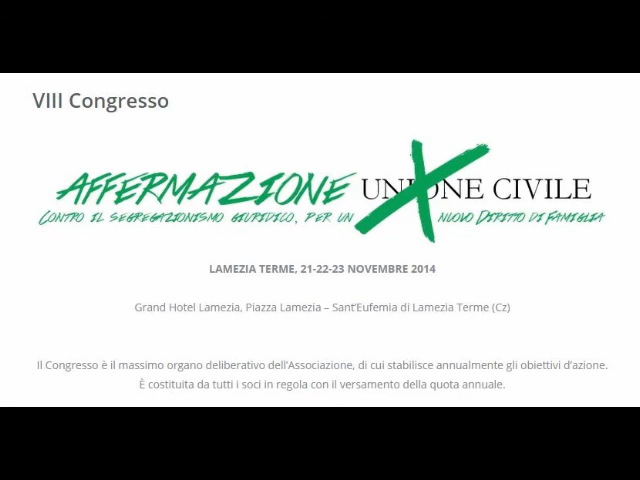 VIII Congresso
AFFERMAZIONE UNIONE CIVILE
CONTRO IL SEGREGAZIONISMO GIURIDICO, PER UN NUOVO DIRITTO DI FAMIGLIA
LAMEZIA TERME, 21-22-23 NOVEMBRE 2014
Grand Hotel Lamezia, Piazza Lamezia – Sant'Eufemia di Lamezia Terme (Cz)
Il Congresso è il massimo organo deliberativo dell'Associazione, di cui stabilisce annualmente gli obiettivi d'azione.
È costituita da tutti i soci in regola con il versamento della quota annuale.